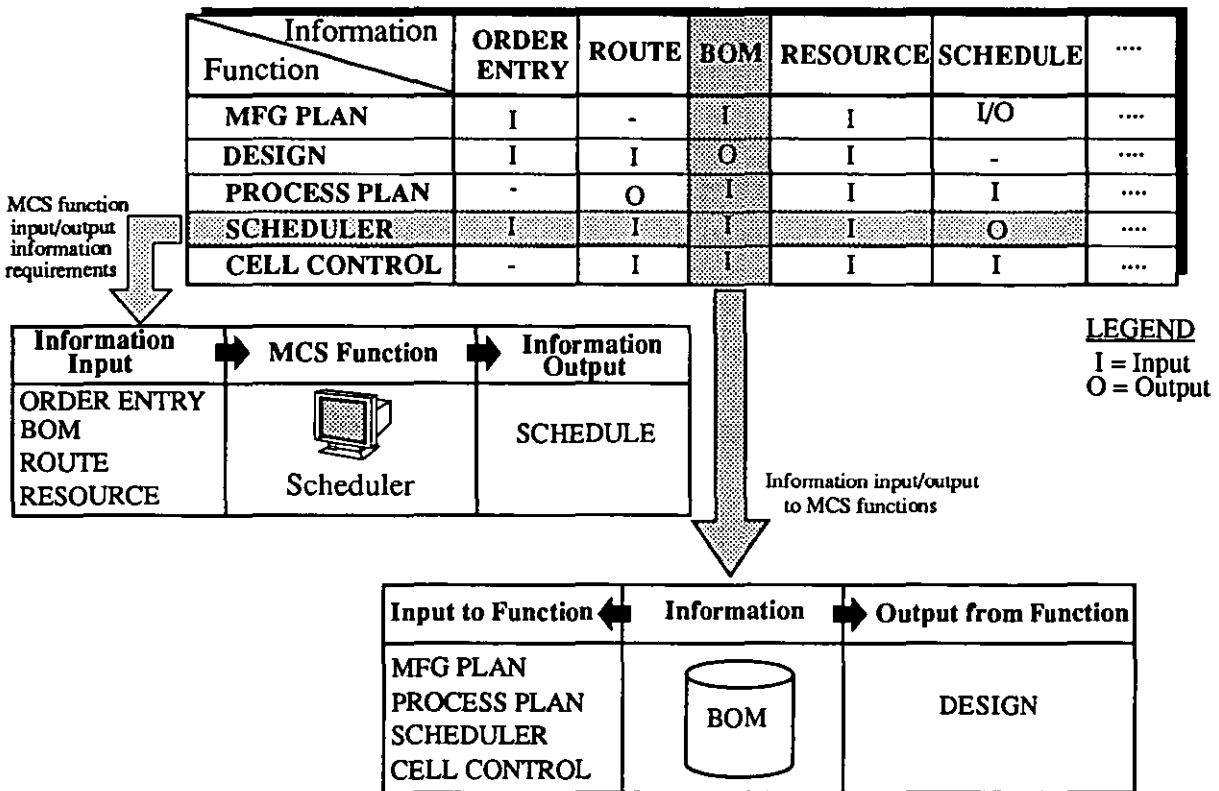 Information
Function
ORDER ENTRY ROUTE BOM RESOURCE SCHEDULE ....
MFG PLAN I - I I I/O ....
DESIGN I I O I - ....
PROCESS PLAN - O I I I ....
SCHEDULER I I I I O ....
CELL CONTROL - I I I I ....
MCS function
input/output
information
requirements
LEGEND
I = Input
O = Output
Information Input MCS Function Information Output
ORDER ENTRY
BOM
ROUTE
RESOURCE
Scheduler
SCHEDULE
Information input/output
to MCS functions
Input to Function Information Output from Function
MFG PLAN
PROCESS PLAN
SCHEDULER
CELL CONTROL
BOM
DESIGN